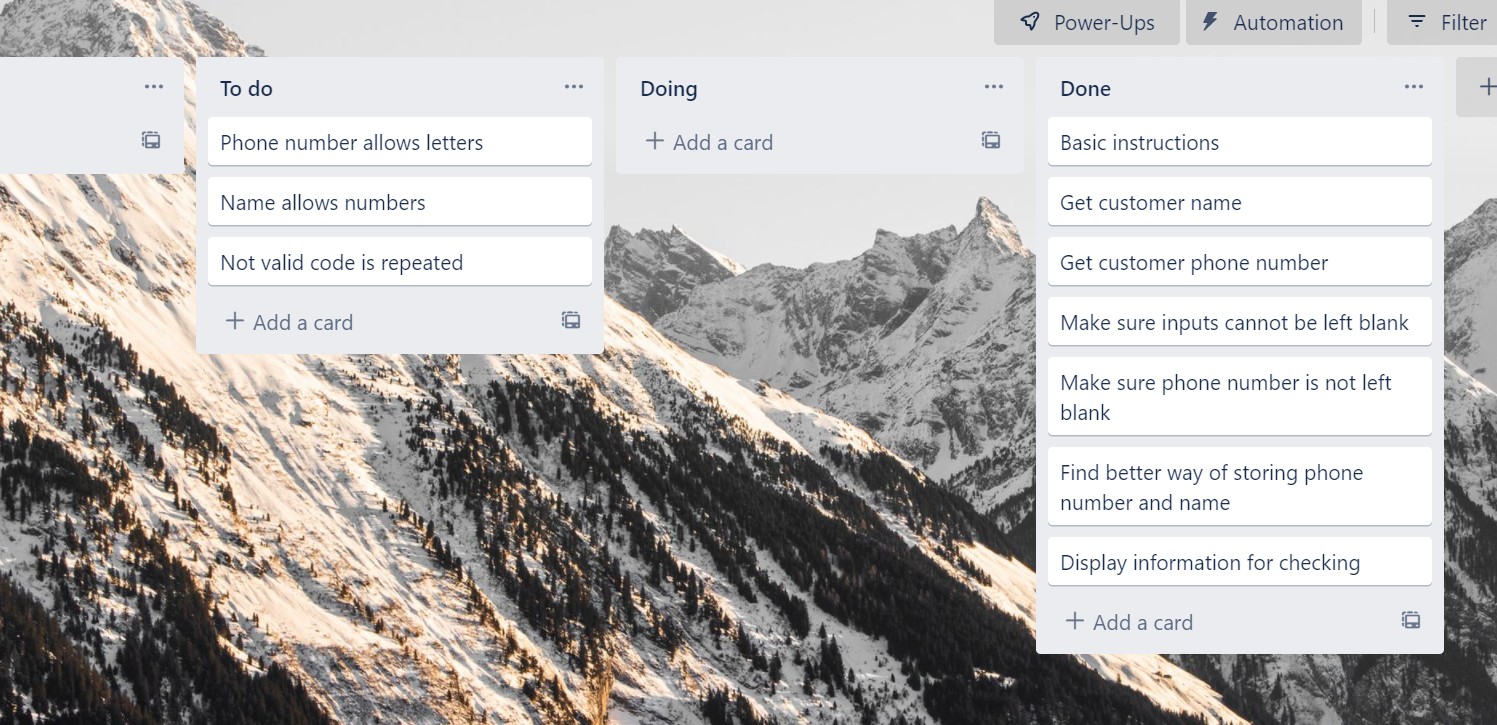 Power-Ups
Automation
Filter
To do
Phone number allows letters
Name allows numbers
Not valid code is repeated
Add a card
Doing
Add a card
Done
Basic instructions
Get customer name
Get customer phone number
Make sure inputs cannot be left blank
Make sure phone number is not left
blank
Find better way of storing phone
number and name
Display information for checking
Add a card